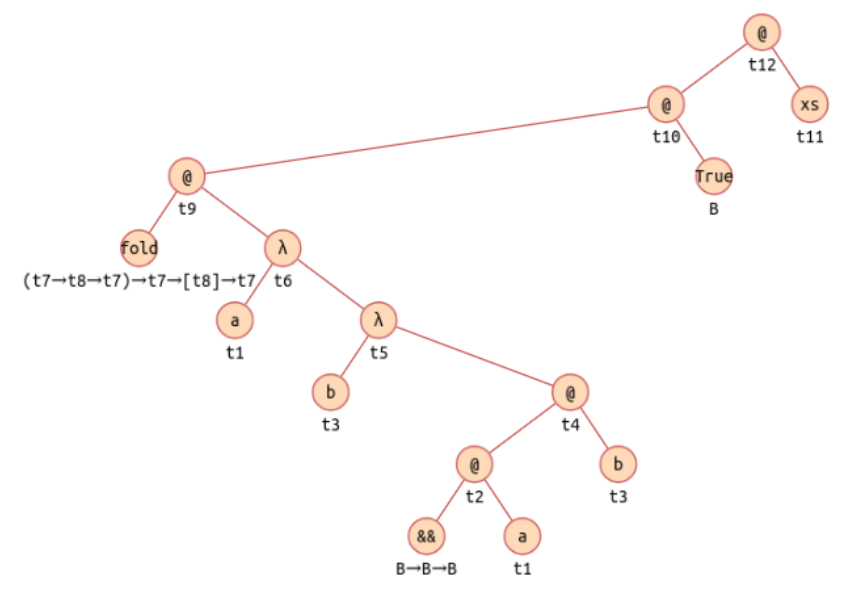 @
t12
@
t10
xs
t11
@
t9
True
B
fold
(t7→t8→t7)→t7→[t8]→t7
λ
t6
a
t1
λ
t5
b
t3
@
t4
@
t2
b
t3
&&
B→B→B
a
t1